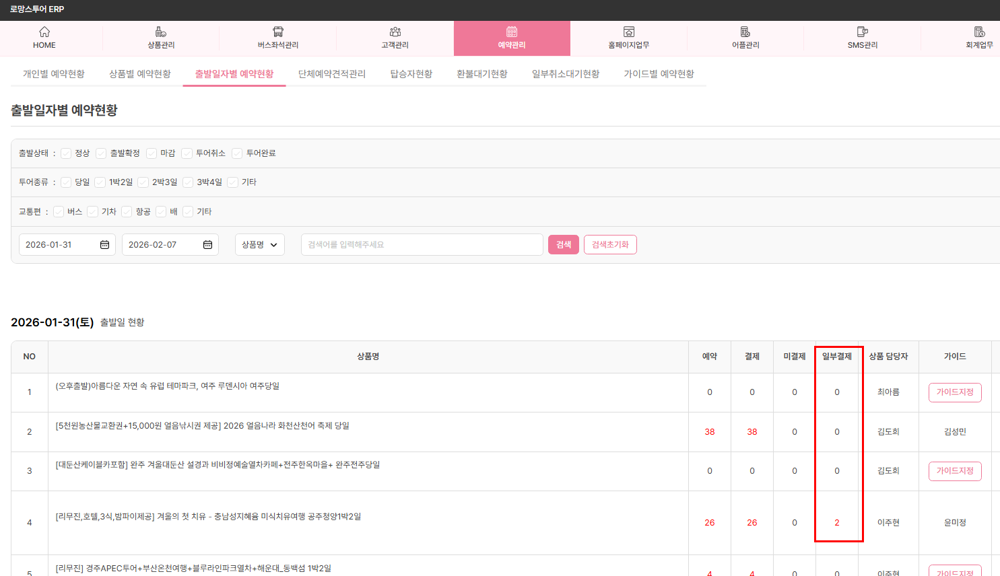 로망스투어 ERP
HOME 상품관리 버스좌석관리 고객관리 예약관리 홈페이지업무 어플관리 SMS관리 회계업무
개인별 예약현황 상품별 예약현황 출발일자별 예약현황 단체예약견적관리 탑승자현황 환불대기현황 일부취소대기현황 가이드별 예약현황
출발일자별 예약현황
출발상태 : 정상 출발확정 마감 투어취소 투어완료
투어종류 : 당일 1박2일 2박3일 3박4일 기타
교통편 : 버스 기차 항공 배 기타
2026-01-31 2026-02-07 상품명 검색어를 입력해주세요 검색 검색초기화
2026-01-31(토) 출발일 현황
NO 상품명 예약 결제 미결제 일부결제 상품 담당자 가이드
1 (오후출발)아름다운 자연 속 유럽 테마파크, 여주 루덴시아 여주당일 0 0 0 0 최아름 가이드지정
2 [5천원농산물교환권+15,000원 얼음낚시권 제공] 2026 얼음나라 화천산천어 축제 당일 38 38 0 0 김도희 김성민
3 [대둔산케이블카포함] 완주 겨울대둔산 설경과 비비정예술열차카페+전주한옥마을+ 완주전주당일 0 0 0 0 김도희 가이드지정
4 [리무진,호텔,3식,밤파이제공] 겨울의 첫 치유 - 충남성지혜윰 미식치유여행 공주청양1박2일 26 26 0 2 이주현 윤미정
5 [리무진] 경주APEC투어+부산온천여행+블루라인파크열차+해운대_동백섬 1박2일 4 4 0 0 이주현 가이드지정